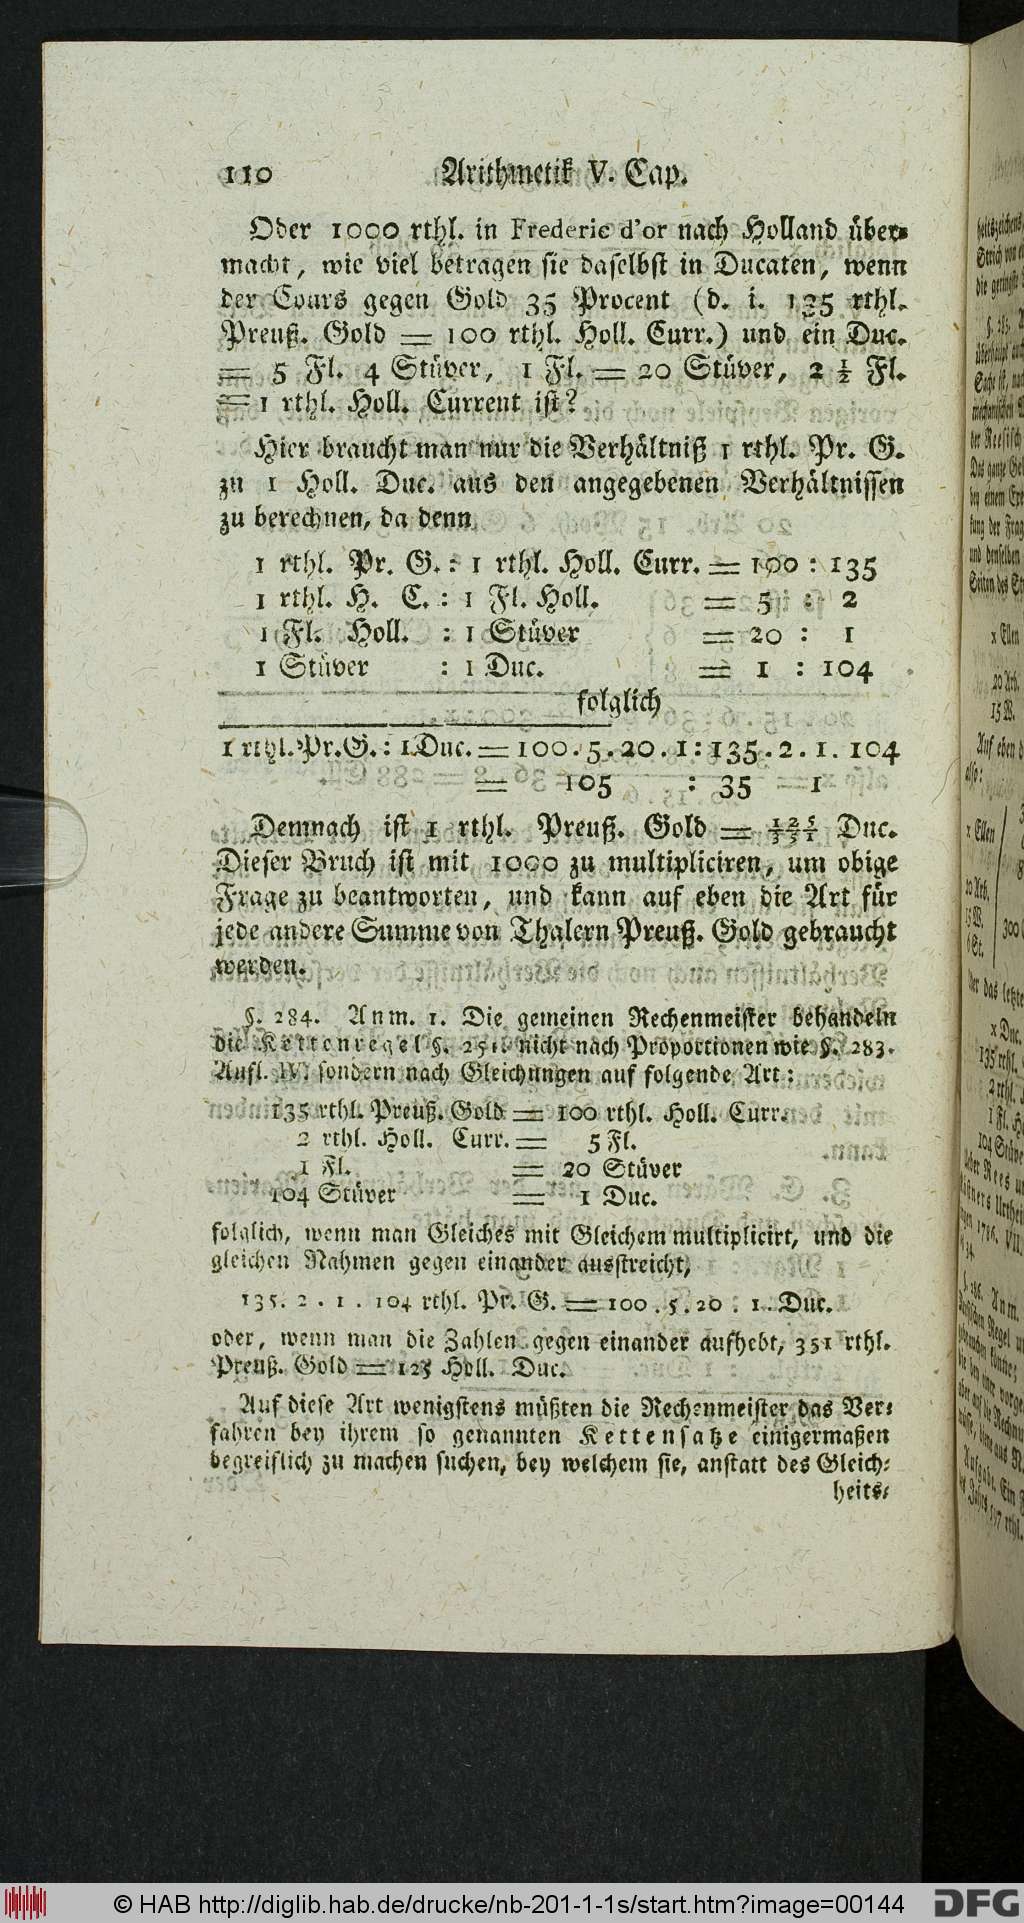 110 Arithmetik V. Cap.
Oder 1000 rthl. in Frederic d'or nach Holland über-
macht, wie viel betragen sie daselbst in Ducaten, wenn
der Cours gegen Gold 35 Procent (d. i. 135 rthl.
Preuß. Gold = 100 rthl. Holl. Curr.) und ein Duc.
= 5 Fl. 4 Stüver, 1 Fl. = 20 Stüver, 2 1/2 Fl.
= 1 rthl. Holl. Current ist?
Hier braucht man nur die Verhältniß 1 rthl. Pr. G.
zu 1 Holl. Duc. aus den angegebenen Verhältnissen
zu berechnen, da denn
1 rthl. Pr. G. : 1 rthl. Holl. Curr. = 100 : 135
1 rthl. H. C. : 1 Fl. Holl. = 5 : 2
1 Fl. Holl. : 1 Stüver = 20 : 1
1 Stüver : 1 Duc. = 1 : 104
folglich
1 rthl. Pr. G. : 1 Duc. = 100 . 5 . 20 . 1 : 135 . 2 . 1 . 104
= 105 : 35 1
Demnach ist 1 rthl. Preuß. Gold = 125/351 Duc.
Dieser Bruch ist mit 1000 zu multipliciren, um obige
Frage zu beantworten, und kann auf eben die Art für
jede andere Summe von Thalern Preuß. Gold gebraucht
werden.
§. 284. Anm. 1. Die gemeinen Rechenmeister behandeln
die Kettenregel §. 251. nicht nach Proportionen wie §. 283.
Aufl. IV. sondern nach Gleichungen auf folgende Art:
135 rthl. Preuß. Gold = 100 rthl. Holl. Curr.
2 rthl. Holl. Curr. = 5 Fl.
1 Fl. = 20 Stüver
104 Stüver = 1 Duc.
folglich, wenn man Gleiches mit Gleichem multiplicirt, und die
gleichen Nahmen gegen einander ausstreicht,
135 . 2 . 1 . 104 rthl. Pr. G. = 100 . 5 . 20 . 1 . Duc.
oder, wenn man die Zahlen gegen einander aufhebt, 351 rthl.
Preuß. Gold = 125 Holl. Duc.
Auf diese Art wenigstens müßten die Rechenmeister das Ver-
fahren bey ihrem so genannten Kettensatze einigermaßen
begreiflich zu machen suchen, bey welchem sie, anstatt des Gleich-
heits-
© HAB http://diglib.hab.de/drucke/nb-201-1-1s/start.htm?image=00144
DFG